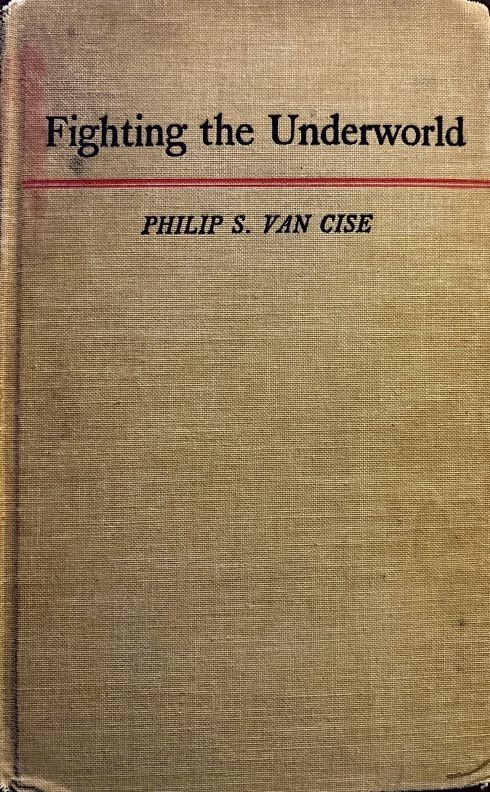 Fighting the Underworld
PHILIP S. VAN CISE